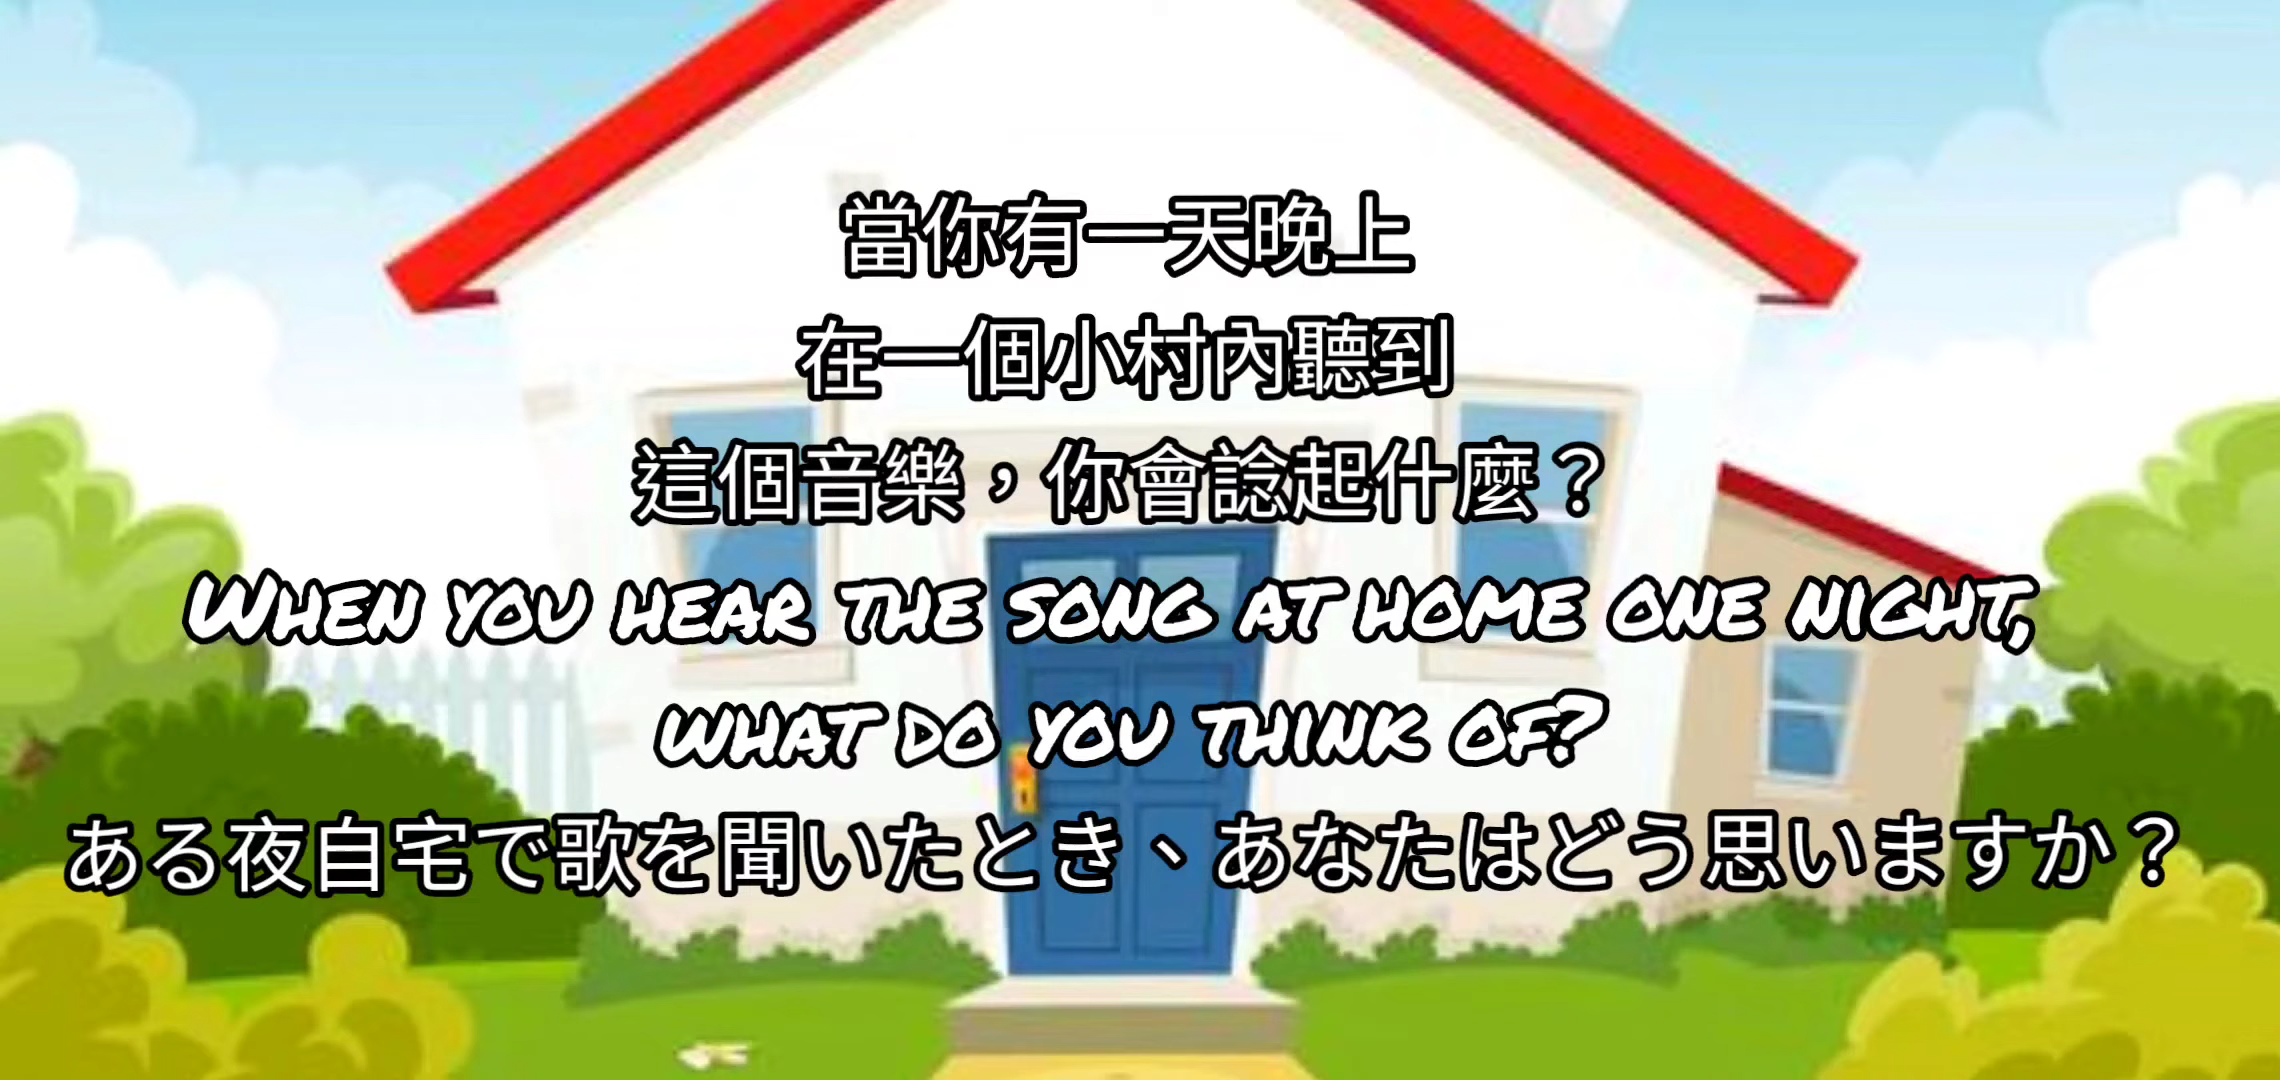 當你有一天晚上
在一個小村內聽到
這個音樂，你會諗起什麼？
When you hear the song at home one night,
what do you think of?
ある夜自宅で歌を聞いたとき、あなたはどう思いますか？